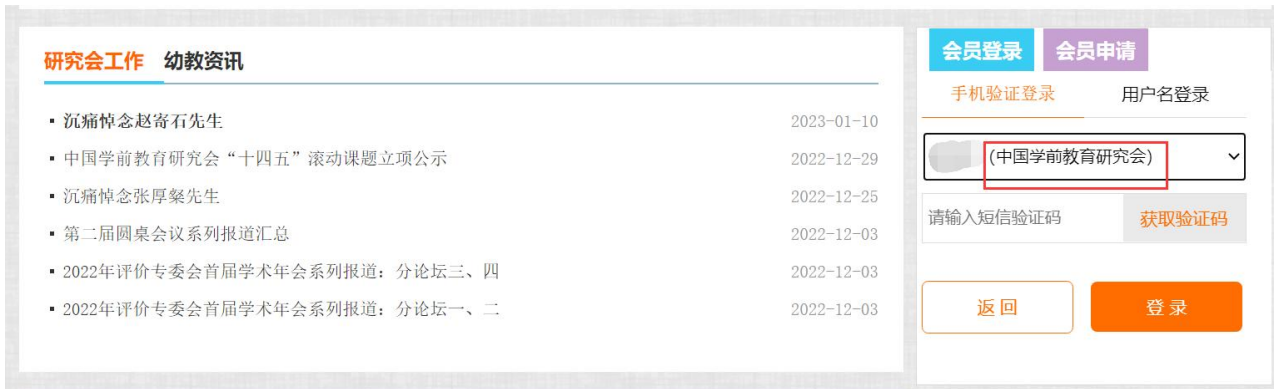 研究会工作 幼教资讯
沉痛悼念赵寄石先生 2023-01-10
中国学前教育研究会“十四五”滚动课题立项公示 2022-12-29
沉痛悼念张厚粲先生 2022-12-25
第二届圆桌会议系列报道汇总 2022-12-03
2022年评价专委会首届学术年会系列报道：分论坛三、四 2022-12-03
2022年评价专委会首届学术年会系列报道：分论坛一、二 2022-12-03
会员登录 会员申请
手机验证登录 用户名登录
(中国学前教育研究会)
请输入短信验证码 获取验证码
返回 登录